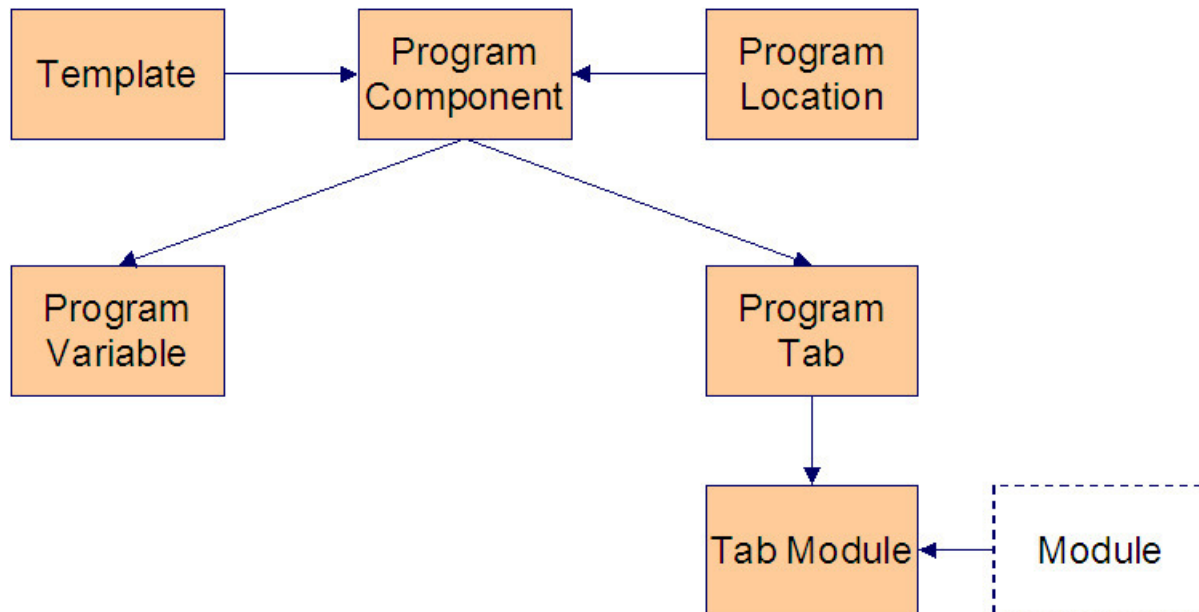 Template
Program
Component
Program
Location
Program
Variable
Program
Tab
Tab Module
Module